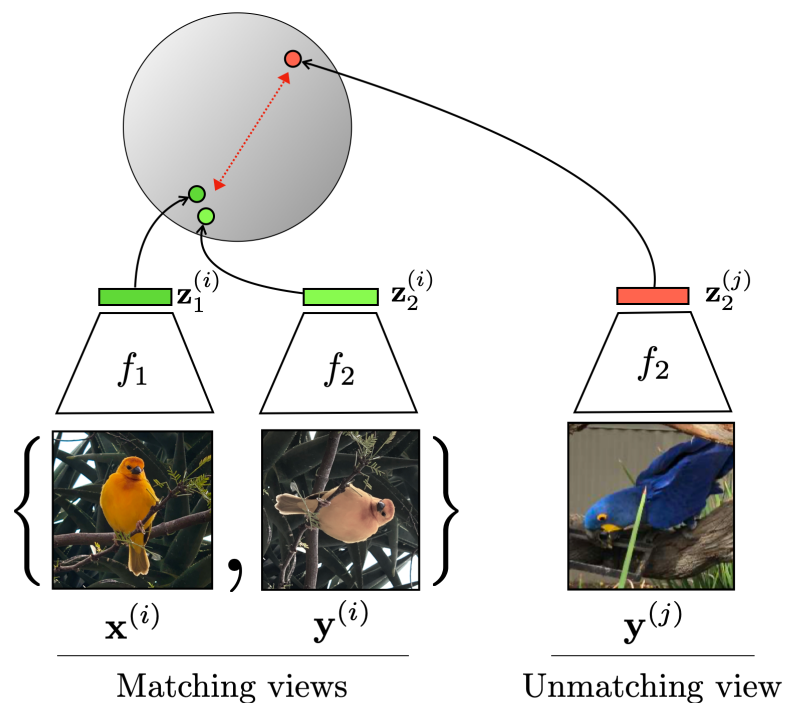 z₁⁽ⁱ⁾ z₂⁽ⁱ⁾ z₂⁽ʲ⁾
f₁ f₂ f₂
{ , }
x⁽ⁱ⁾ y⁽ⁱ⁾ y⁽ʲ⁾
Matching views
Unmatching view